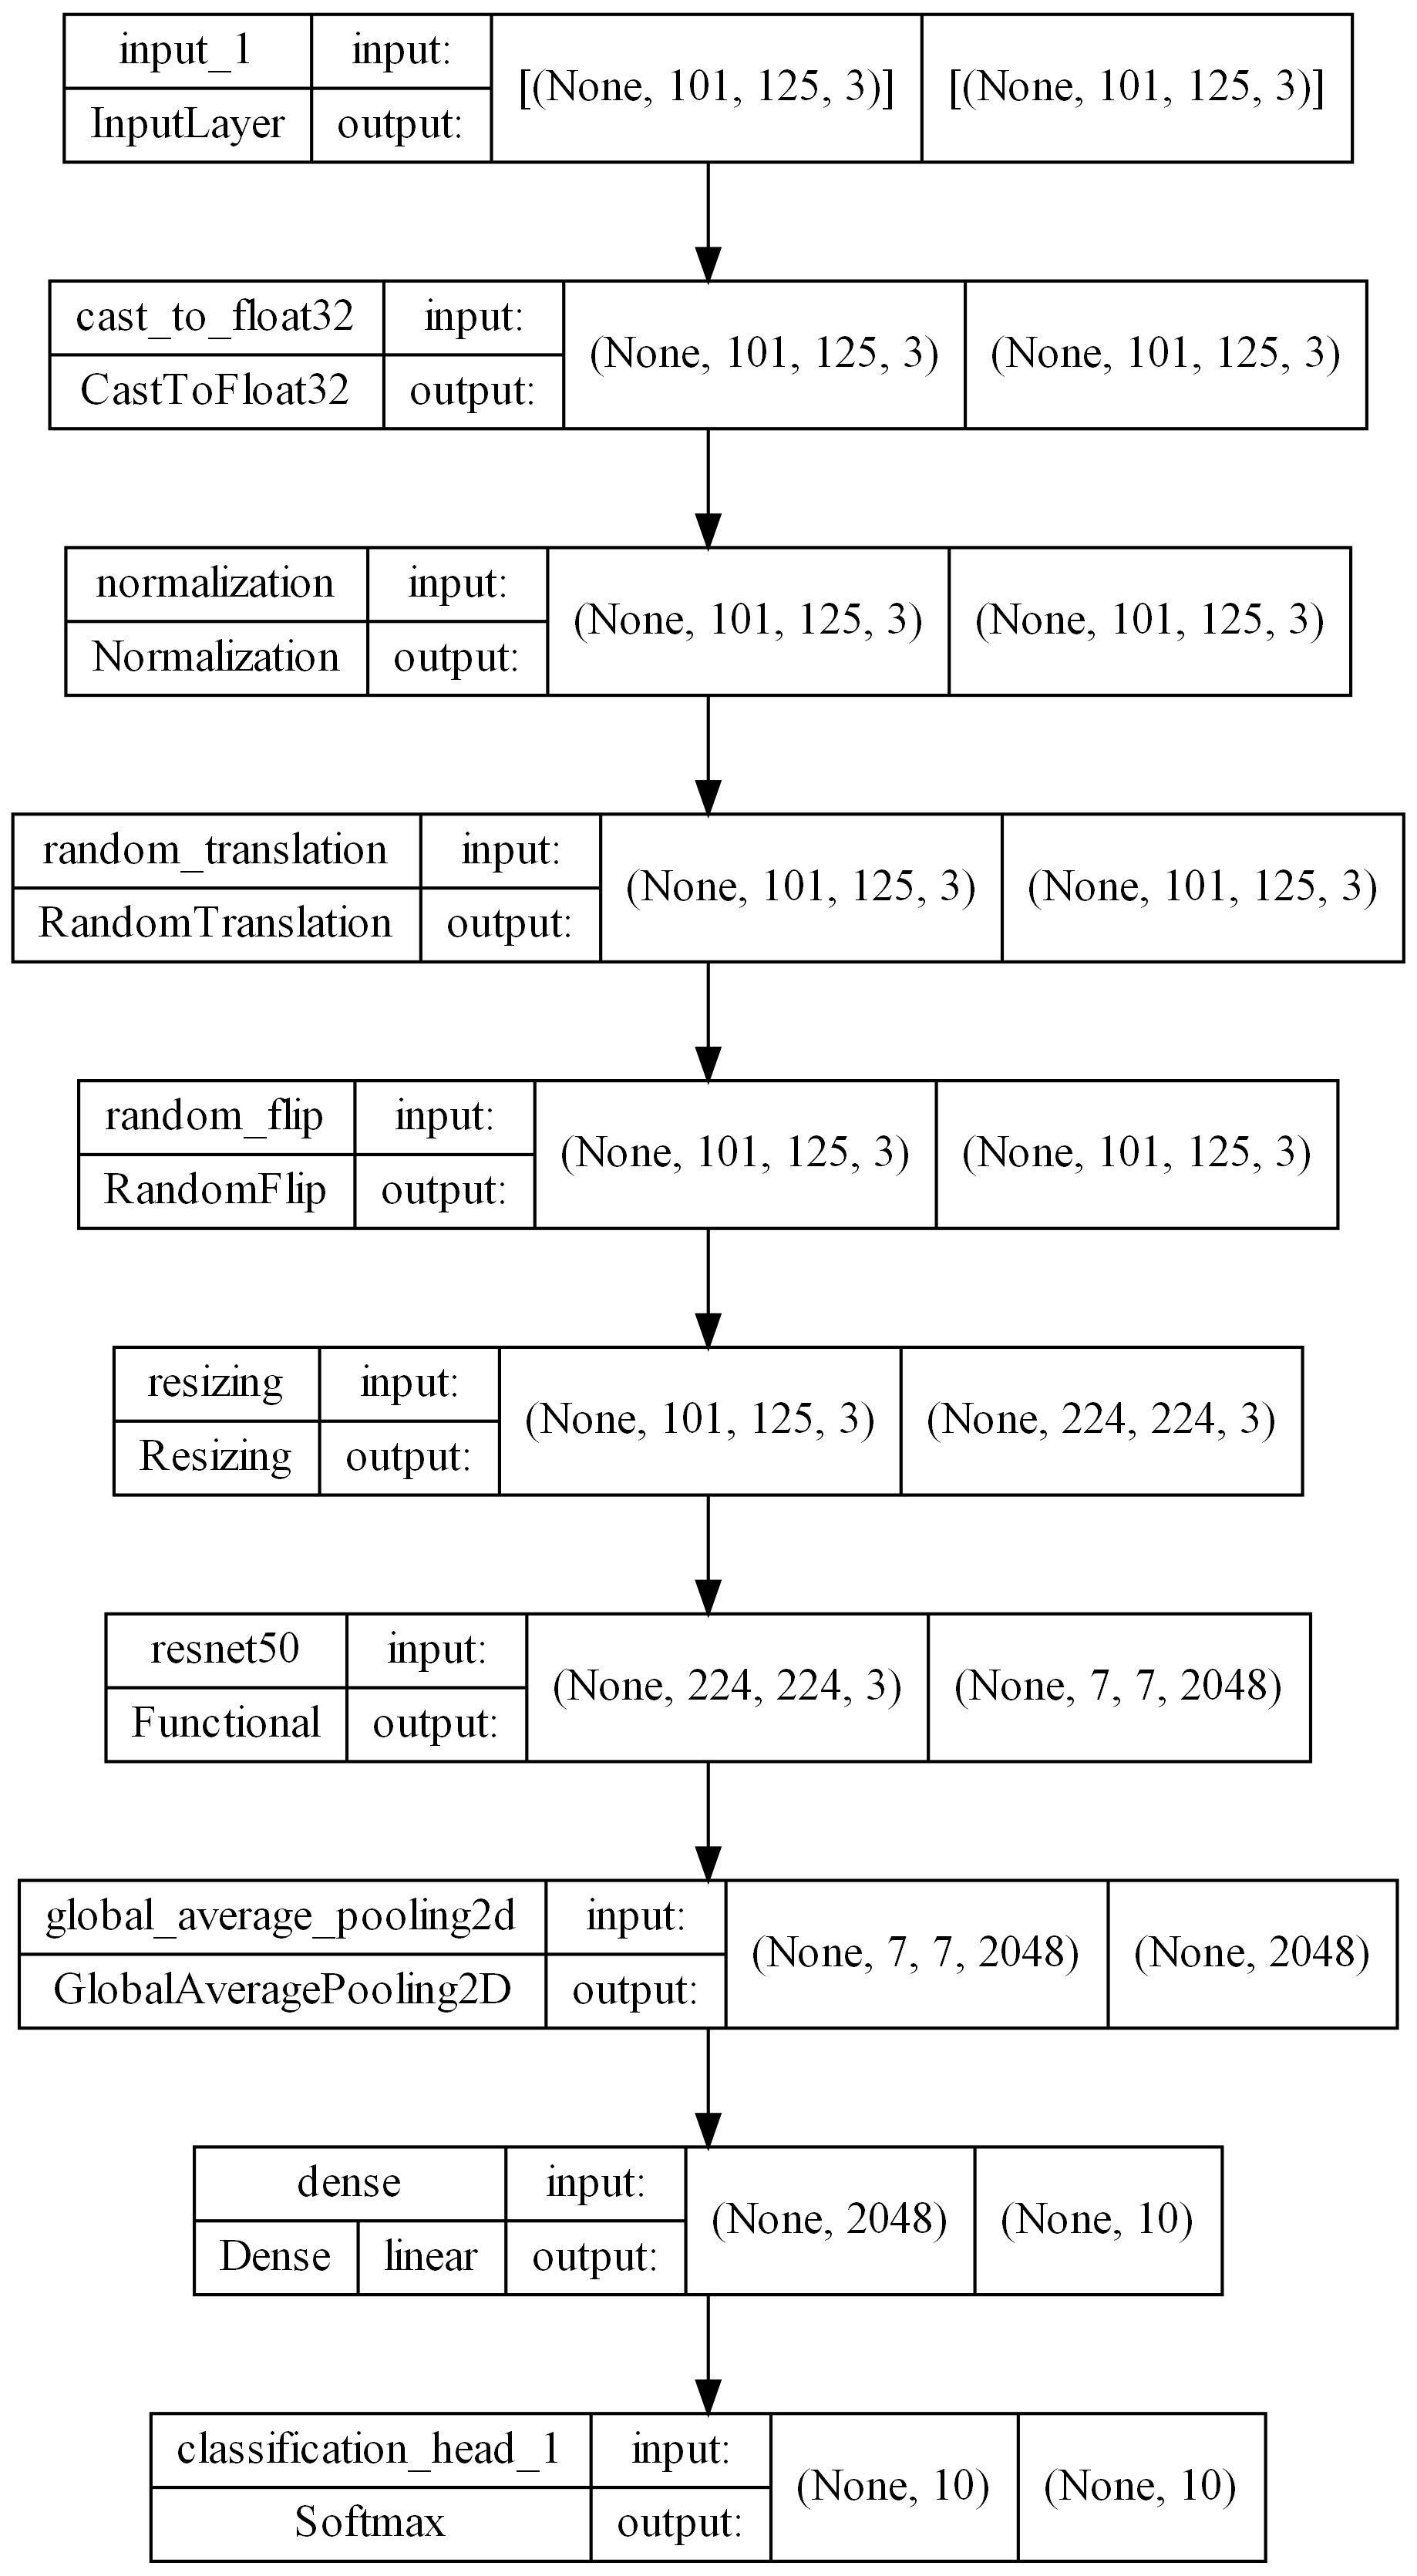 input_1 input: [(None, 101, 125, 3)] [(None, 101, 125, 3)]
InputLayer output:
cast_to_float32 input: (None, 101, 125, 3) (None, 101, 125, 3)
CastToFloat32 output:
normalization input: (None, 101, 125, 3) (None, 101, 125, 3)
Normalization output:
random_translation input: (None, 101, 125, 3) (None, 101, 125, 3)
RandomTranslation output:
random_flip input: (None, 101, 125, 3) (None, 101, 125, 3)
RandomFlip output:
resizing input: (None, 101, 125, 3) (None, 224, 224, 3)
Resizing output:
resnet50 input: (None, 224, 224, 3) (None, 7, 7, 2048)
Functional output:
global_average_pooling2d input: (None, 7, 7, 2048) (None, 2048)
GlobalAveragePooling2D output:
dense input: (None, 2048) (None, 10)
Dense linear output:
classification_head_1 input: (None, 10) (None, 10)
Softmax output: